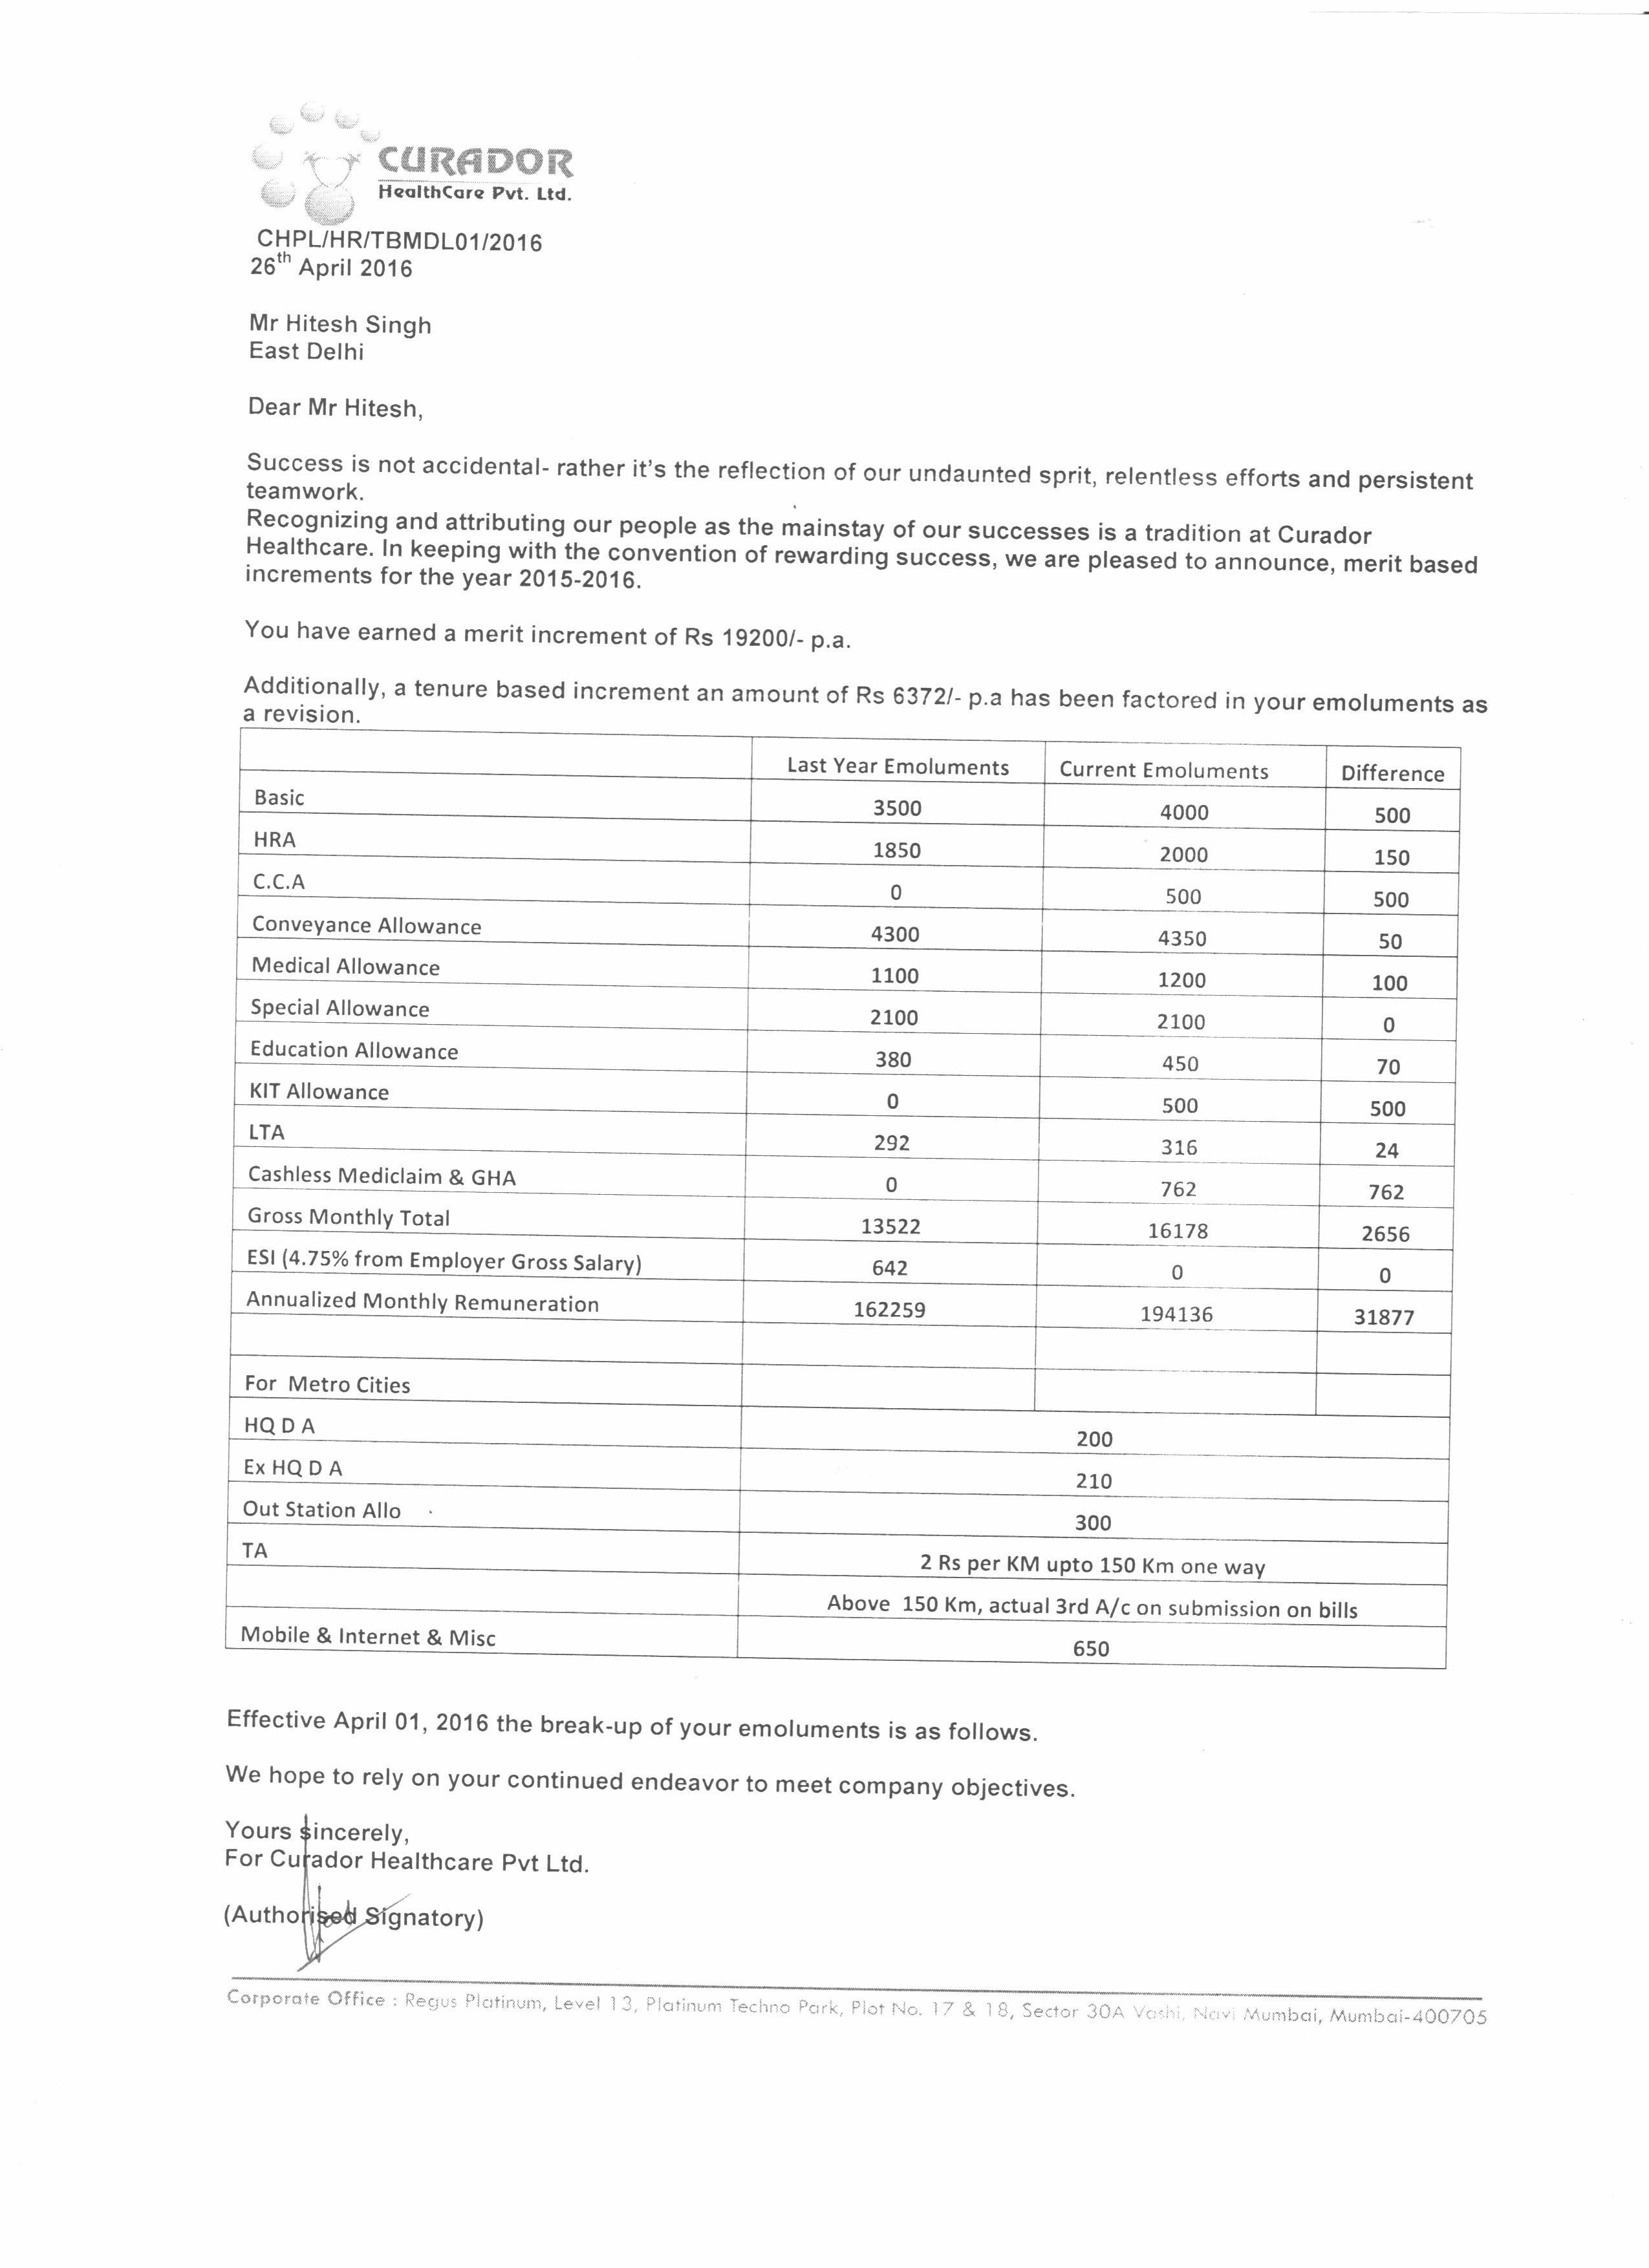 CURADOR
HealthCare Pvt. Ltd.
CHPL/HR/TBMDL01/2016
26th April 2016
Mr Hitesh Singh
East Delhi
Dear Mr Hitesh,
Success is not accidental- rather it's the reflection of our undaunted sprit, relentless efforts and persistent
teamwork.
Recognizing and attributing our people as the mainstay of our successes is a tradition at Curador
Healthcare. In keeping with the convention of rewarding success, we are pleased to announce, merit based
increments for the year 2015-2016.
You have earned a merit increment of Rs 19200/- p.a.
Additionally, a tenure based increment an amount of Rs 6372/- p.a has been factored in your emoluments as
a revision.
Last Year Emoluments Current Emoluments Difference
Basic 3500 4000 500
HRA 1850 2000 150
C.C.A 0 500 500
Conveyance Allowance 4300 4350 50
Medical Allowance 1100 1200 100
Special Allowance 2100 2100 0
Education Allowance 380 450 70
KIT Allowance 0 500 500
LTA 292 316 24
Cashless Mediclaim & GHA 0 762 762
Gross Monthly Total 13522 16178 2656
ESI (4.75% from Employer Gross Salary) 642 0 0
Annualized Monthly Remuneration 162259 194136 31877
For Metro Cities
HQ D A 200
Ex HQ D A 210
Out Station Allo 300
TA 2 Rs per KM upto 150 Km one way
Above 150 Km, actual 3rd A/c on submission on bills
Mobile & Internet & Misc 650
Effective April 01, 2016 the break-up of your emoluments is as follows.
We hope to rely on your continued endeavor to meet company objectives.
Yours sincerely,
For Curador Healthcare Pvt Ltd.
(Authorised Signatory)
Corporate Office : Regus Platinum, Level 13, Platinum Techno Park, Plot No. 17 & 18, Sector 30A Vashi, Navi Mumbai, Mumbai-400705